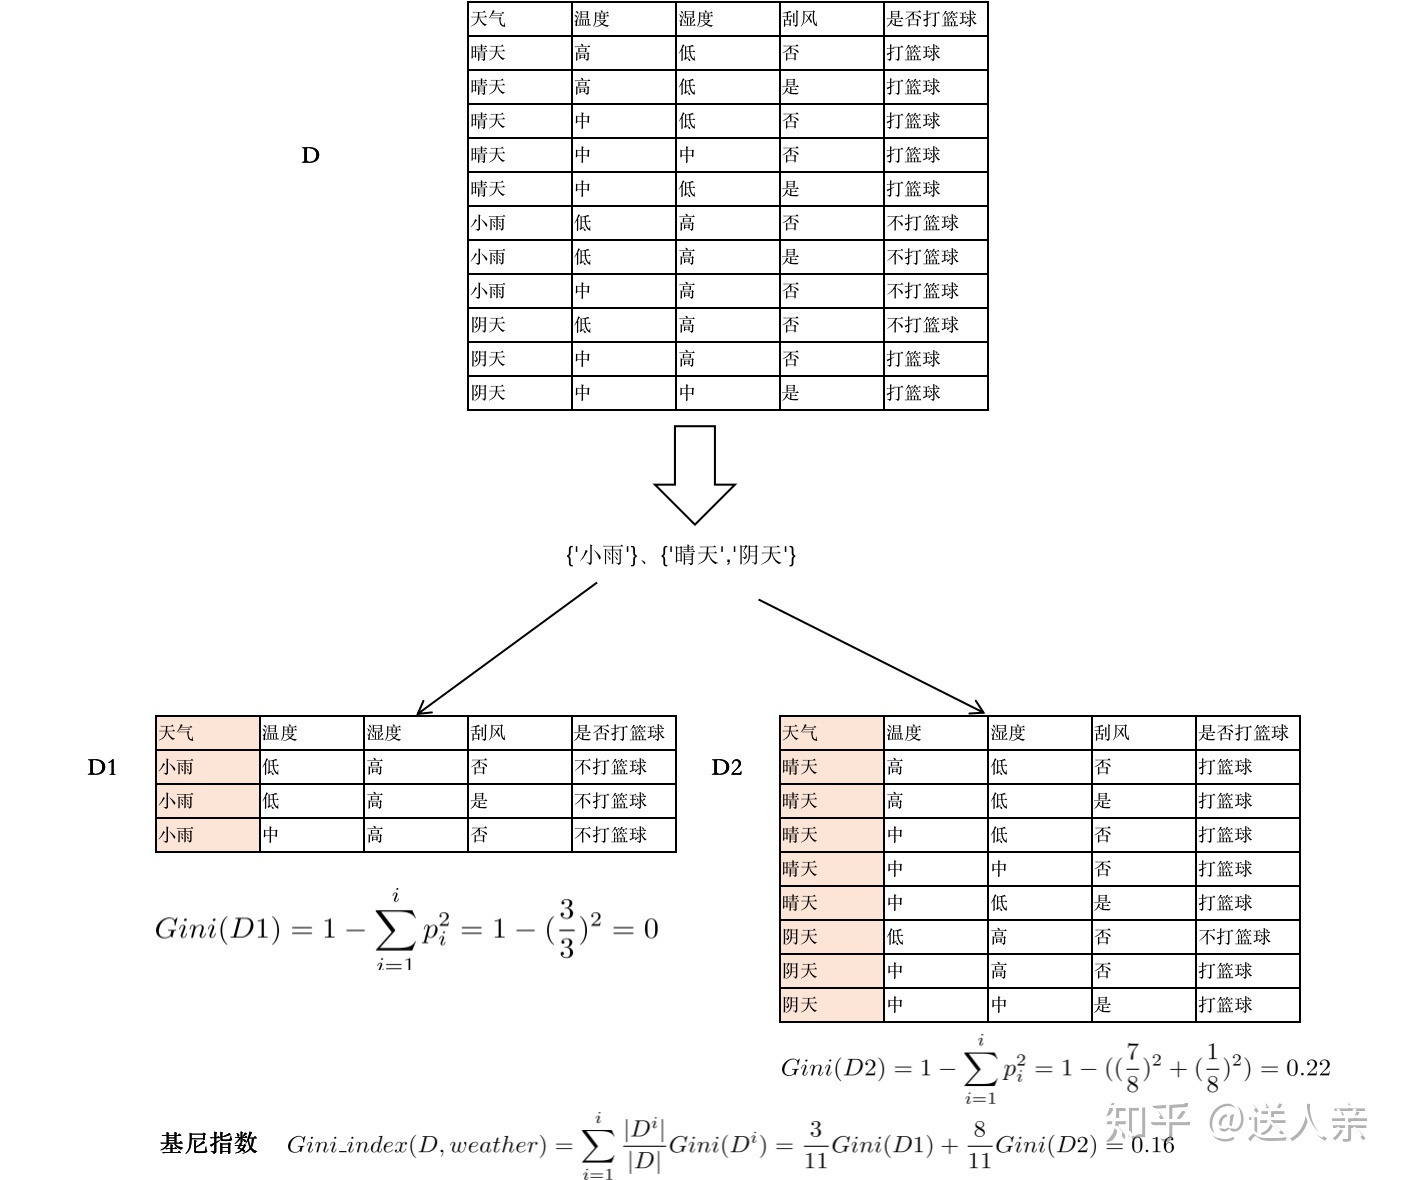 天气 温度 湿度 刮风 是否打篮球
晴天 高 低 否 打篮球
晴天 高 低 是 打篮球
晴天 中 低 否 打篮球
晴天 中 中 否 打篮球
晴天 中 低 是 打篮球
小雨 低 高 否 不打篮球
小雨 低 高 是 不打篮球
小雨 中 高 否 不打篮球
阴天 低 高 否 不打篮球
阴天 中 高 否 打篮球
阴天 中 中 是 打篮球
D
{'小雨'}、{'晴天','阴天'}
D1
天气 温度 湿度 刮风 是否打篮球
小雨 低 高 否 不打篮球
小雨 低 高 是 不打篮球
小雨 中 高 否 不打篮球
Gini(D1) = 1 − ∑_{i=1}^{i} p_i^2 = 1 − (3/3)^2 = 0
D2
天气 温度 湿度 刮风 是否打篮球
晴天 高 低 否 打篮球
晴天 高 低 是 打篮球
晴天 中 低 否 打篮球
晴天 中 中 否 打篮球
晴天 中 低 是 打篮球
阴天 低 高 否 不打篮球
阴天 中 高 否 打篮球
阴天 中 中 是 打篮球
Gini(D2) = 1 − ∑_{i=1}^{i} p_i^2 = 1 − ((7/8)^2 + (1/8)^2) = 0.22
基尼指数 Gini_index(D, weather) = ∑_{i=1}^{i} |D^i|/|D| Gini(D^i) = 3/11 Gini(D1) + 8/11 Gini(D2) = 0.16
知乎 @送人亲